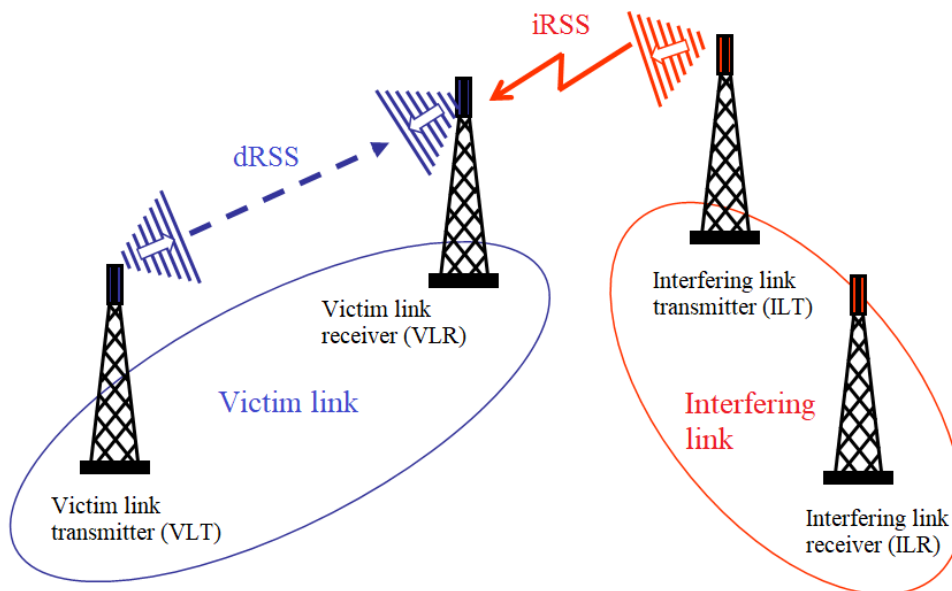 iRSS
dRSS
Victim link
receiver (VLR)
Interfering link
transmitter (ILT)
Victim link
Interfering
link
Victim link
transmitter (VLT)
Interfering link
receiver (ILR)